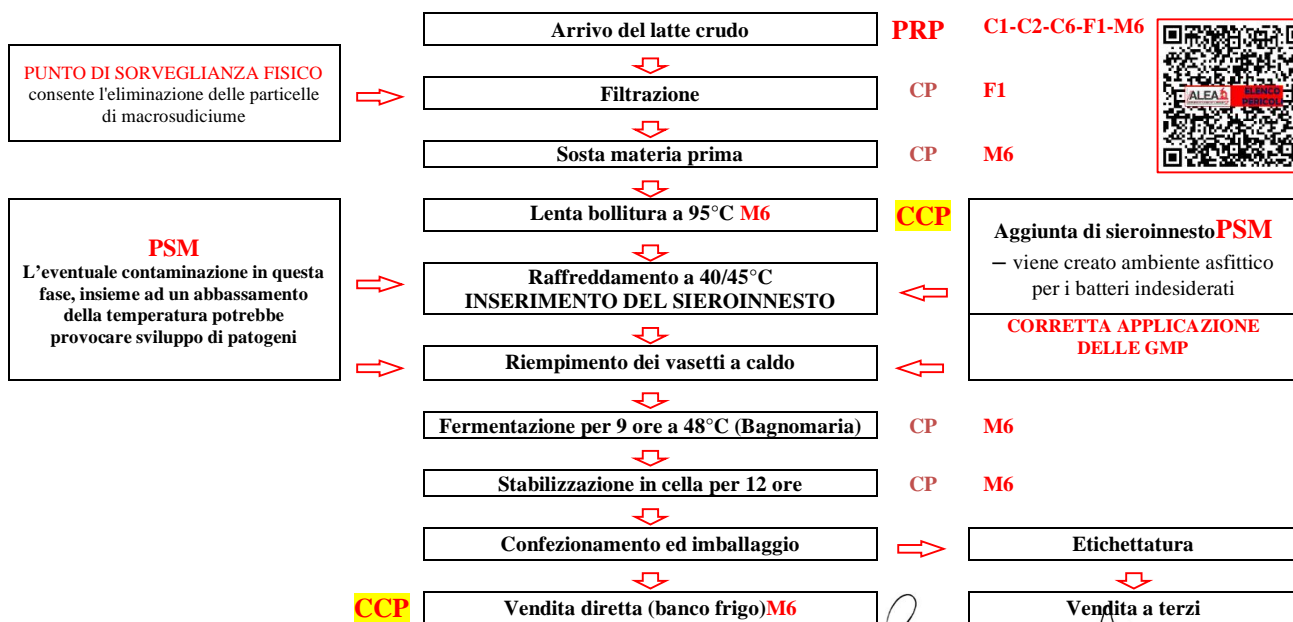 Arrivo del latte crudo
PRP
C1-C2-C6-F1-M6
ALEA
ELENCO
PERICOLI
PUNTO DI SORVEGLIANZA FISICO
consente l'eliminazione delle particelle
di macrosudiciume
Filtrazione
CP
F1
Sosta materia prima
CP
M6
Lenta bollitura a 95°C M6
CCP
PSM
L'eventuale contaminazione in questa
fase, insieme ad un abbassamento
della temperatura potrebbe
provocare sviluppo di patogeni
Raffreddamento a 40/45°C
INSERIMENTO DEL SIEROINNESTO
Aggiunta di sieroinnestoPSM
– viene creato ambiente asfittico
per i batteri indesiderati
CORRETTA APPLICAZIONE
DELLE GMP
Riempimento dei vasetti a caldo
Fermentazione per 9 ore a 48°C (Bagnomaria)
CP
M6
Stabilizzazione in cella per 12 ore
CP
M6
Confezionamento ed imballaggio
Etichettatura
CCP
Vendita diretta (banco frigo)M6
Vendita a terzi